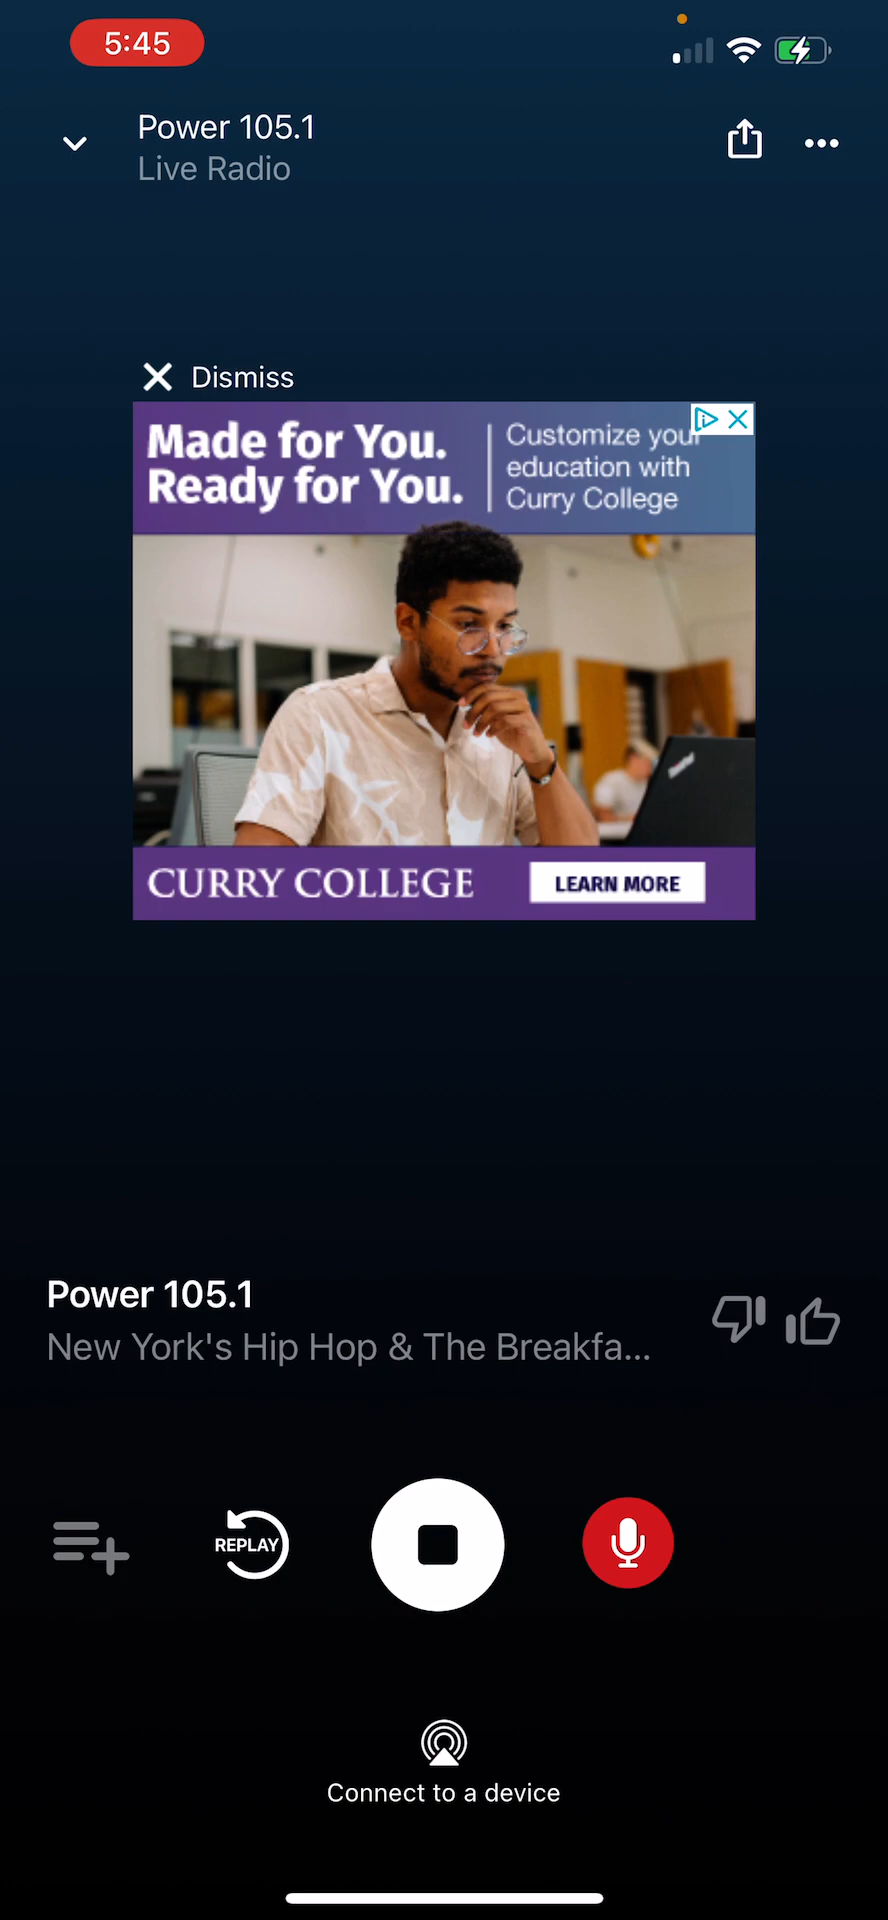 5:45
Power 105.1
Live Radio
Dismiss
Made for You.
Ready for You.
Customize your
education with
Curry College
CURRY COLLEGE
LEARN MORE
Power 105.1
New York's Hip Hop & The Breakfa...
REPLAY
Connect to a device